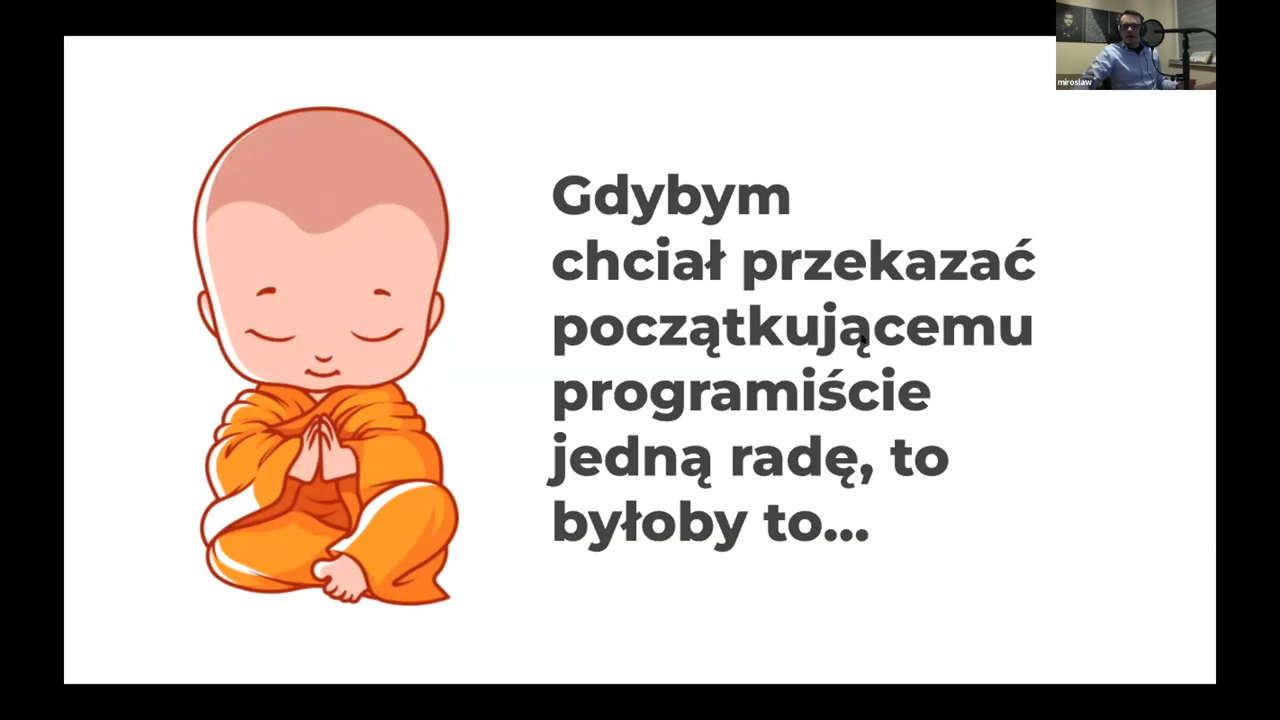 miroslaw
Gdybym
chciał przekazać
początkującemu
programiście
jedną radę, to
byłoby to...